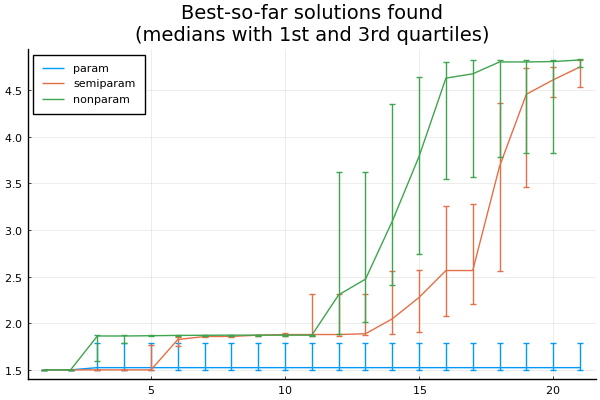 Best-so-far solutions found
(medians with 1st and 3rd quartiles)
param
semiparam
nonparam
4.5
4.0
3.5
3.0
2.5
2.0
1.5
5 10 15 20